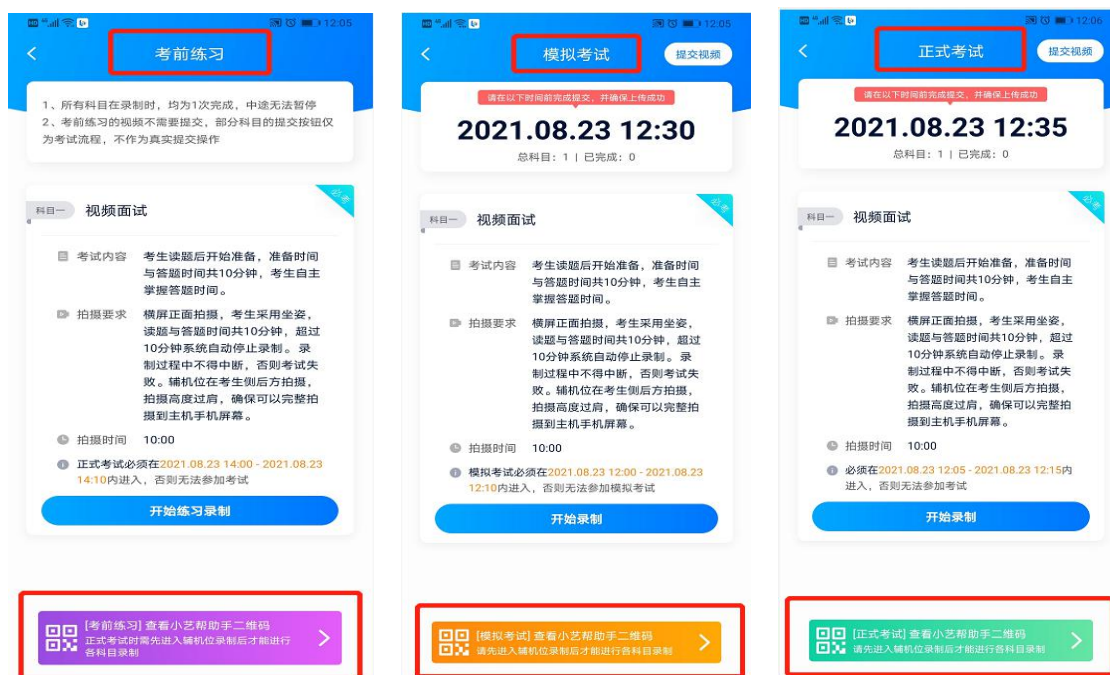 12:05
考前练习
1、所有科目在录制时，均为1次完成，中途无法暂停
2、考前练习的视频不需要提交，部分科目的提交按钮仅
为考试流程，不作为真实提交操作
必考
科目一
视频面试
考试内容
考生读题后开始准备，准备时间
与答题时间共10分钟，考生自主
掌握答题时间。
拍摄要求
横屏正面拍摄，考生采用坐姿，
读题与答题时间共10分钟，超过
10分钟系统自动停止录制。录
制过程中不得中断，否则考试失
败。辅机位在考生侧后方拍摄，
拍摄高度过肩，确保可以完整拍
摄到主机手机屏幕。
拍摄时间
10:00
正式考试必须在2021.08.23 14:00 - 2021.08.23
14:10内进入，否则无法参加考试
开始练习录制
[考前练习] 查看小艺帮助手二维码
正式考试时需先进入辅机位录制后才能进行
各科目录制
12:05
模拟考试
提交视频
请在以下时间前完成提交，并确保上传成功
2021.08.23 12:30
总科目：1 | 已完成：0
必考
科目一
视频面试
考试内容
考生读题后开始准备，准备时间
与答题时间共10分钟，考生自主
掌握答题时间。
拍摄要求
横屏正面拍摄，考生采用坐姿，
读题与答题时间共10分钟，超过
10分钟系统自动停止录制。录
制过程中不得中断，否则考试失
败。辅机位在考生侧后方拍摄，
拍摄高度过肩，确保可以完整拍
摄到主机手机屏幕。
拍摄时间
10:00
模拟考试必须在2021.08.23 12:00 - 2021.08.23
12:10内进入，否则无法参加模拟考试
开始录制
[模拟考试] 查看小艺帮助手二维码
请先进入辅机位录制后才能进行各科目录制
12:06
正式考试
提交视频
请在以下时间前完成提交，并确保上传成功
2021.08.23 12:35
总科目：1 | 已完成：0
必考
科目一
视频面试
考试内容
考生读题后开始准备，准备时间
与答题时间共10分钟，考生自主
掌握答题时间。
拍摄要求
横屏正面拍摄，考生采用坐姿，
读题与答题时间共10分钟，超过
10分钟系统自动停止录制。录
制过程中不得中断，否则考试失
败。辅机位在考生侧后方拍摄，
拍摄高度过肩，确保可以完整拍
摄到主机手机屏幕。
拍摄时间
10:00
必须在2021.08.23 12:05 - 2021.08.23 12:15内
进入，否则无法参加考试
开始录制
[正式考试] 查看小艺帮助手二维码
请先进入辅机位录制后才能进行各科目录制